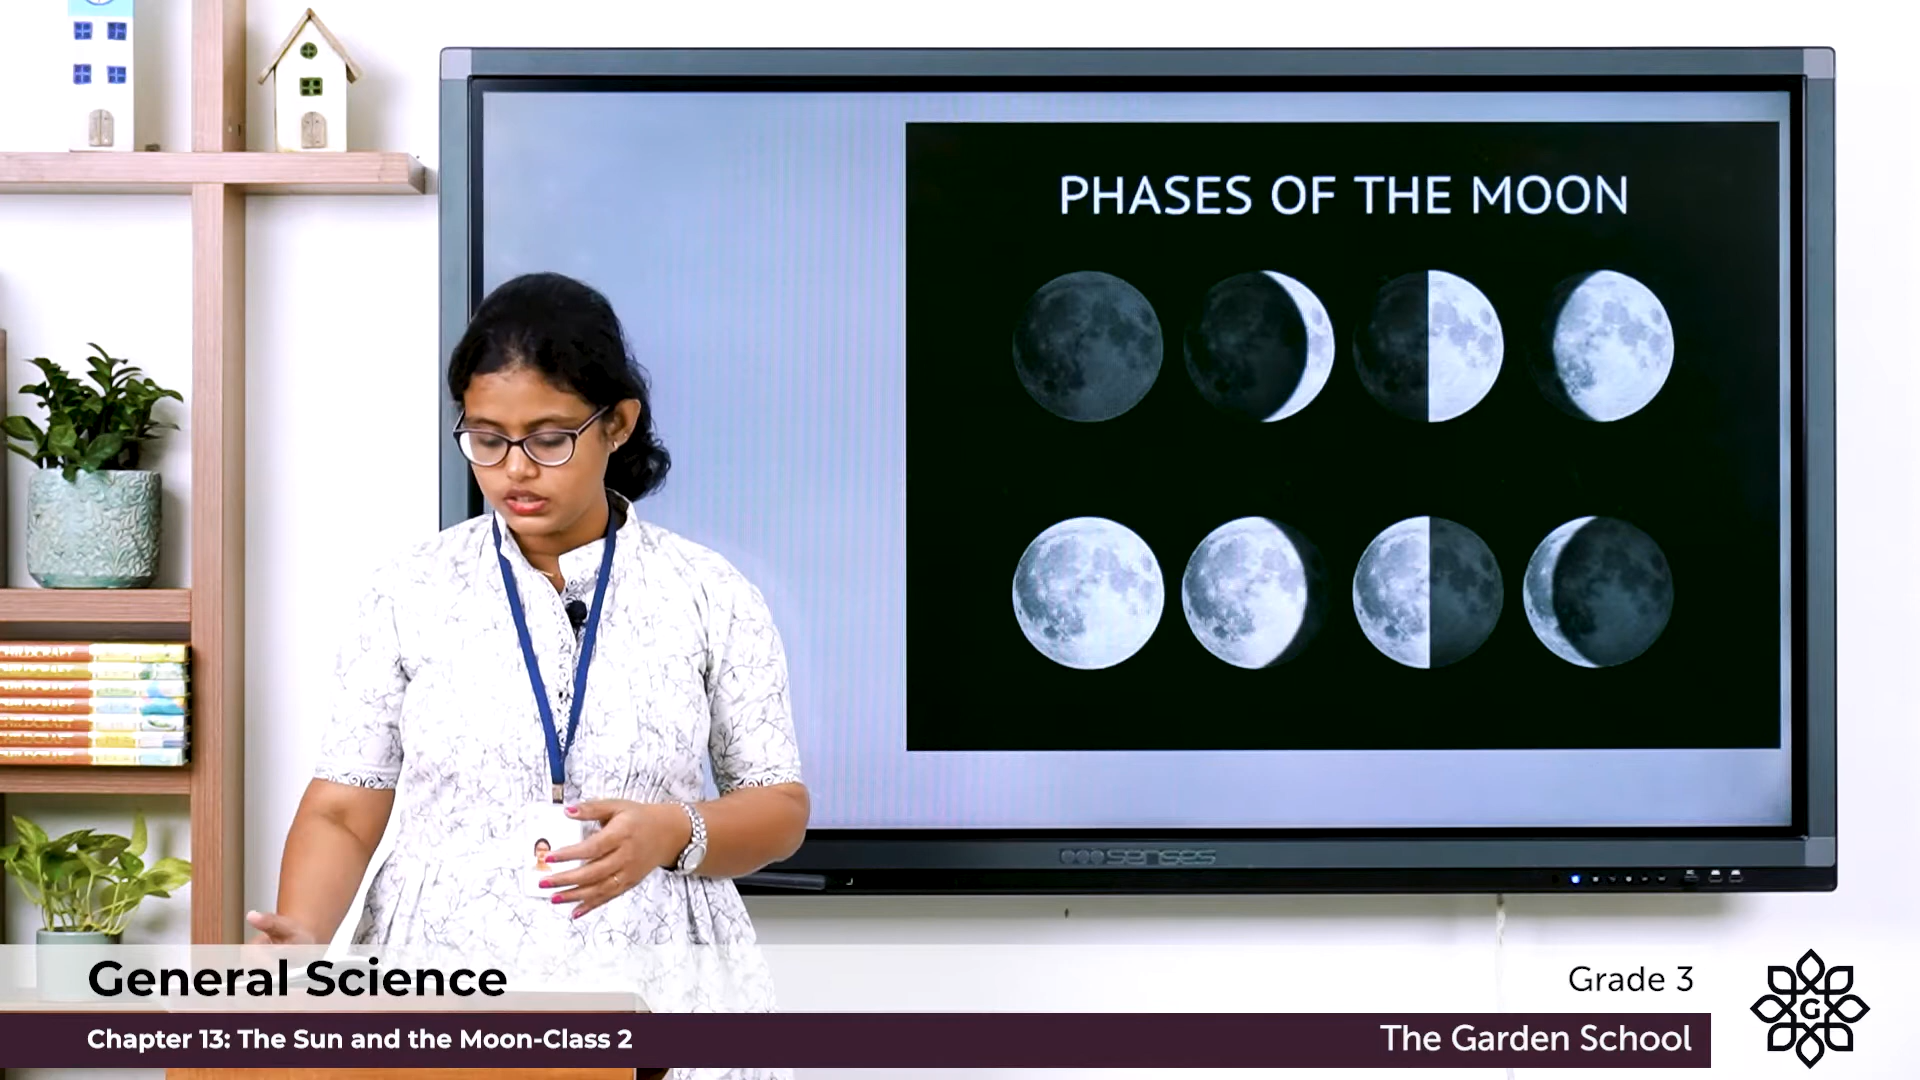 PHASES OF THE MOON
senses
General Science
Grade 3
Chapter 13: The Sun and the Moon-Class 2
The Garden School
G